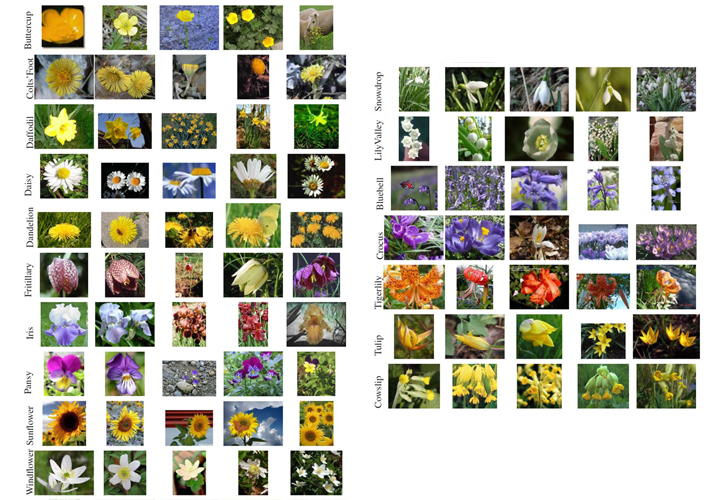 Buttercup
Colts'Foot
Daffodil
Daisy
Dandelion
Fritillary
Iris
Pansy
Sunflower
Windflower
Snowdrop
LilyValley
Bluebell
Crocus
Tigerlily
Tulip
Cowslip